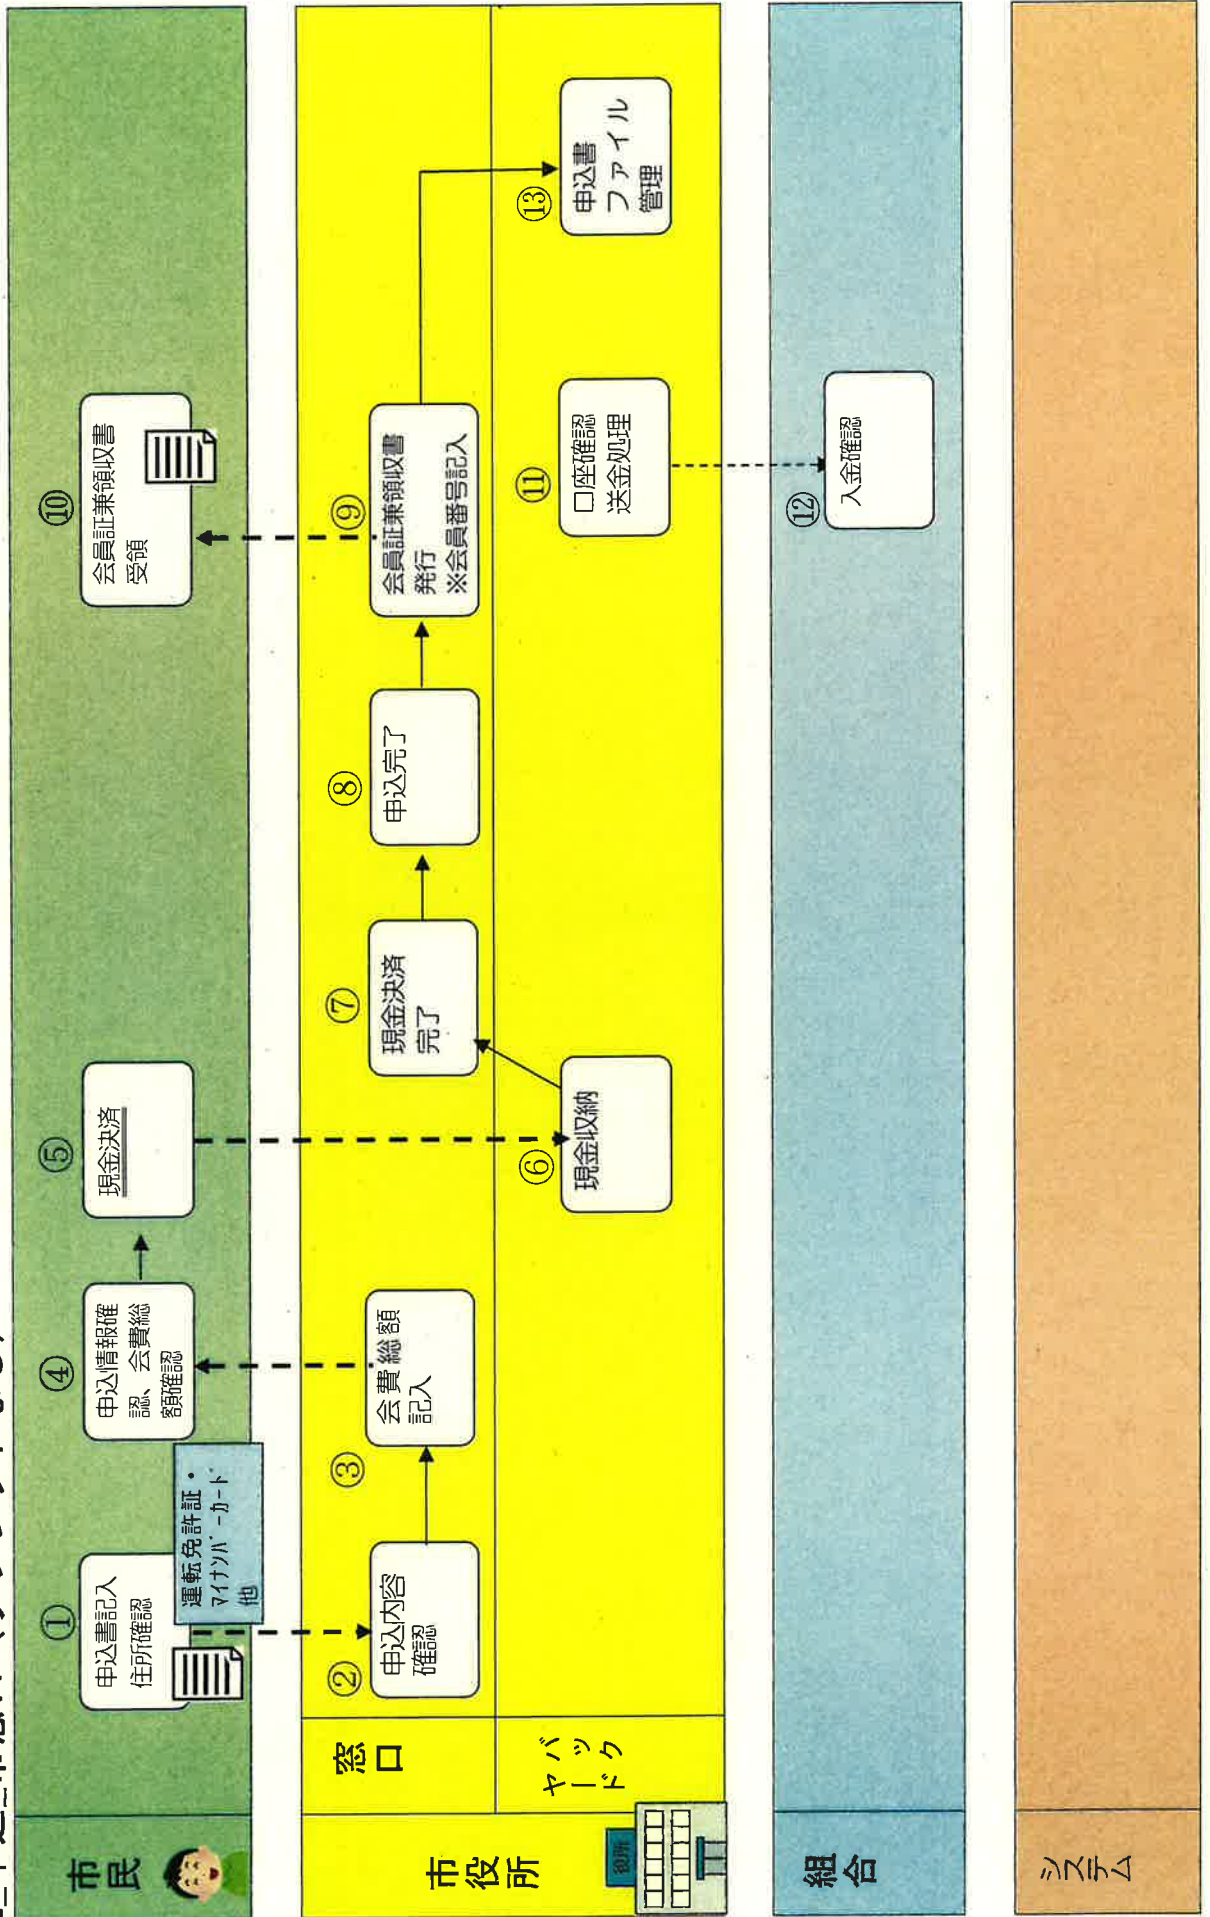 市民
①
申込書記入
住所確認
運転免許証・
マイナンバーカード
他
④
申込情報確
認、会費総
額確認
⑤
現金決済
⑩
会員証兼領収書
受領
市役所
役所
窓口
②
申込内容
確認
③
会費総額
記入
⑦
現金決済
完了
⑧
申込完了
⑨
会員証兼領収書
発行
※会員番号記入
バックヤード
⑥
現金収納
⑪
口座確認
送金処理
⑬
申込書
ファイル
管理
組合
⑫
入金確認
システム